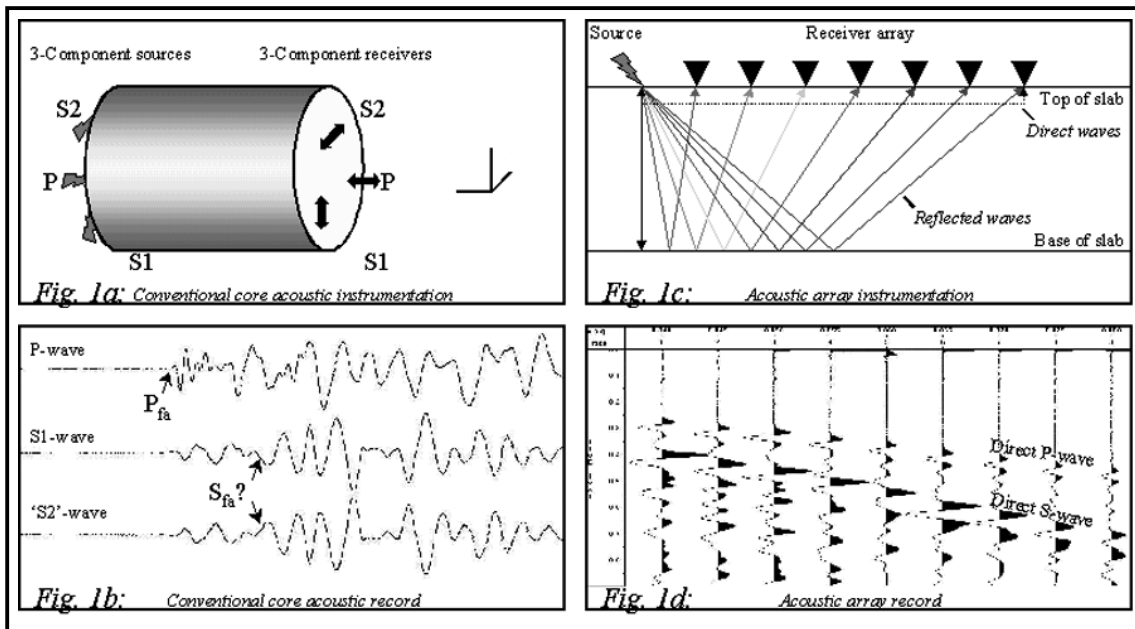 3-Component sources
3-Component receivers
S2
S2
P
P
S1
S1
Fig. 1a: Conventional core acoustic instrumentation
Source
Receiver array
Top of slab
Direct waves
Reflected waves
Base of slab
Fig. 1c: Acoustic array instrumentation
P-wave
Pfa
S1-wave
Sfa?
'S2'-wave
Fig. 1b: Conventional core acoustic record
Direct P-wave
Fig. 1d: Acoustic array record